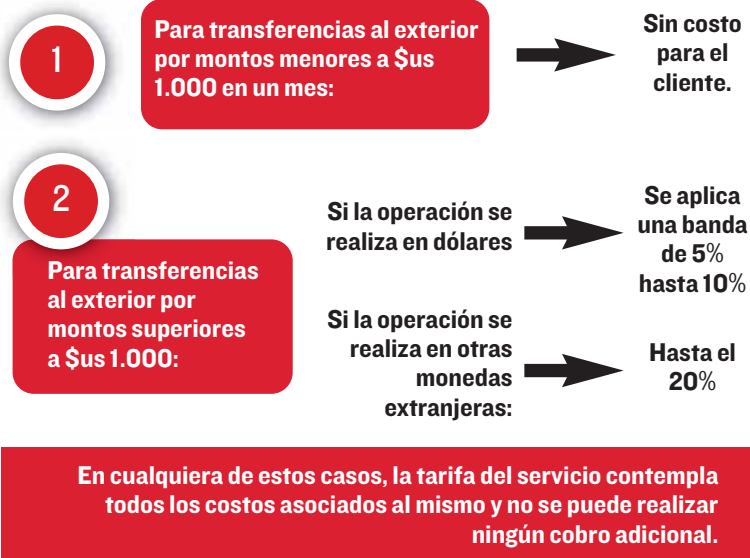 1
Para transferencias al exterior
por montos menores a $us
1.000 en un mes:
Sin costo
para el
cliente.
2
Para transferencias
al exterior por
montos superiores
a $us 1.000:
Si la operación se
realiza en dólares
Se aplica
una banda
de 5%
hasta 10%
Si la operación se
realiza en otras
monedas
extranjeras:
Hasta el
20%
En cualquiera de estos casos, la tarifa del servicio contempla
todos los costos asociados al mismo y no se puede realizar
ningún cobro adicional.